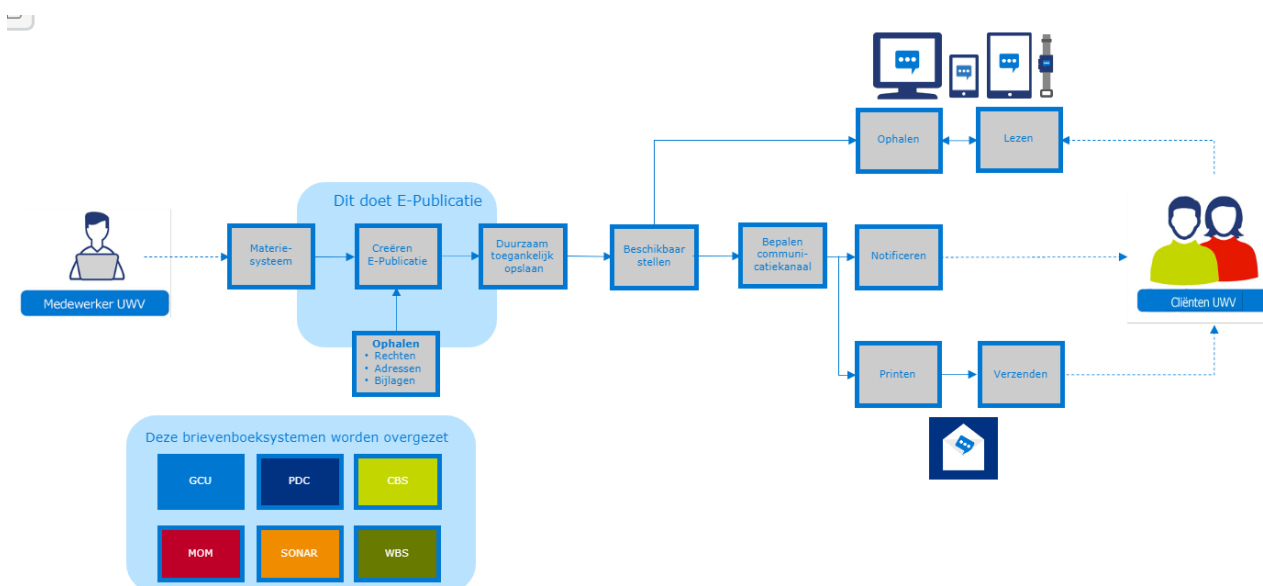 Dit doet E-Publicatie
Medewerker UWV
Materie-
systeem
Creëren
E-Publicatie
Ophalen
• Rechten
• Adressen
• Bijlagen
Duurzaam
toegankelijk
opslaan
Beschikbaar
stellen
Bepalen
communi-
catiekanaal
Ophalen
Lezen
Notificeren
Printen
Verzenden
Cliënten UWV
Deze brievenboeksystemen worden overgezet
GCU
PDC
CBS
MOM
SONAR
WBS